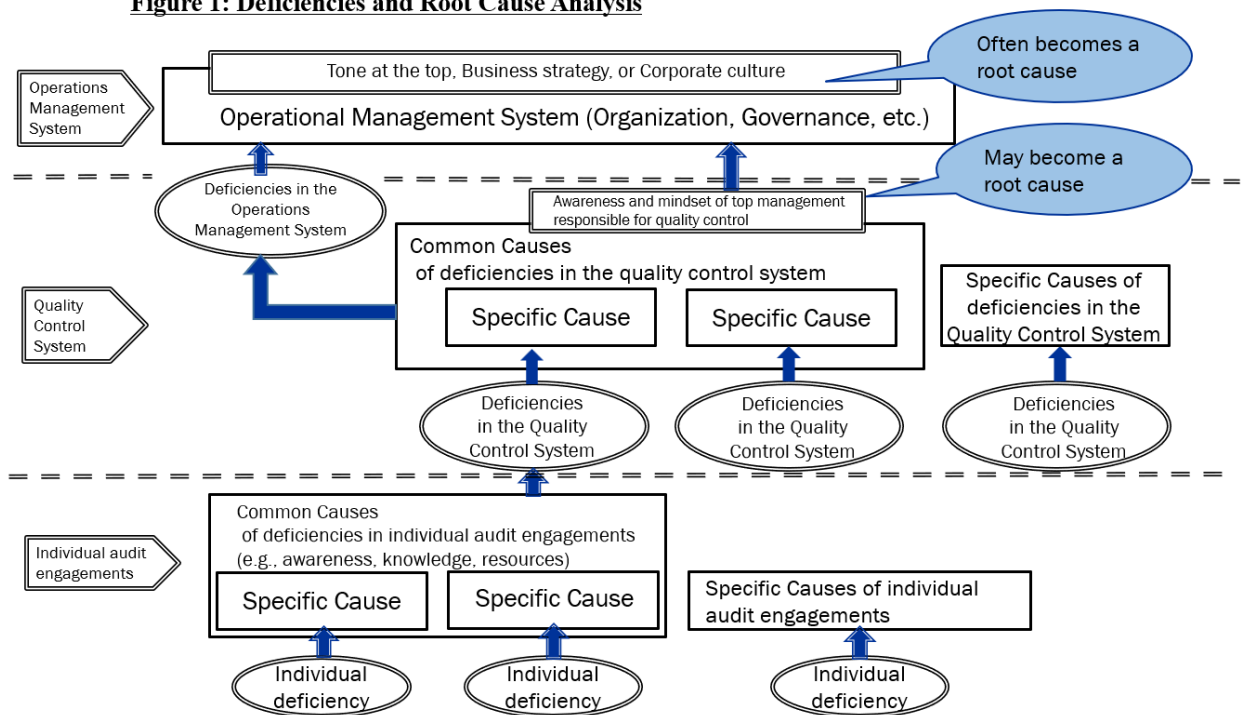 Figure 1: Deficiencies and Root Cause Analysis
Often becomes a
root cause
Tone at the top, Business strategy, or Corporate culture
Operations
Management
System
Operational Management System (Organization, Governance, etc.)
May become a
root cause
Deficiencies in the
Operations
Management System
Awareness and mindset of top management
responsible for quality control
Common Causes
of deficiencies in the quality control system
Specific Cause
Specific Cause
Specific Causes of
deficiencies in the
Quality Control System
Quality
Control
System
Deficiencies
in the Quality
Control System
Deficiencies
in the Quality
Control System
Deficiencies
in the Quality
Control System
Common Causes
of deficiencies in individual audit engagements
(e.g., awareness, knowledge, resources)
Individual audit
engagements
Specific Cause
Specific Cause
Specific Causes of individual
audit engagements
Individual
deficiency
Individual
deficiency
Individual
deficiency